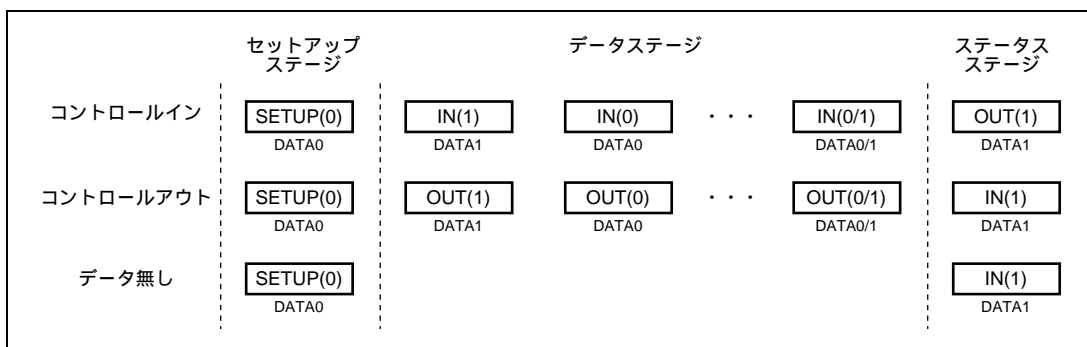 セットアップ
ステージ
データステージ
ステータス
ステージ
コントロールイン
SETUP(0)
IN(1)
IN(0)
・・・
IN(0/1)
OUT(1)
DATA0
DATA1
DATA0
DATA0/1
DATA1
コントロールアウト
SETUP(0)
OUT(1)
OUT(0)
・・・
OUT(0/1)
IN(1)
DATA0
DATA1
DATA0
DATA0/1
DATA1
データ無し
SETUP(0)
IN(1)
DATA0
DATA1